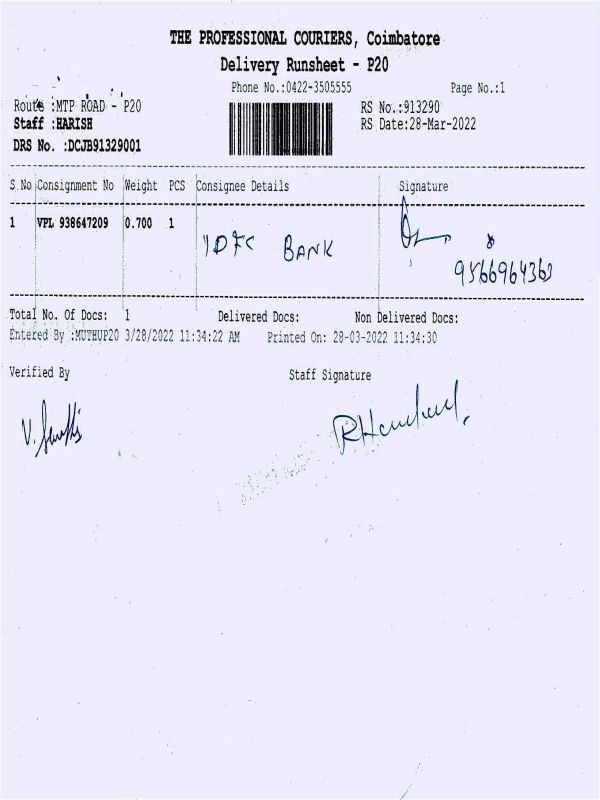 THE PROFESSIONAL COURIERS, Coimbatore
Delivery Runsheet - P20
Phone No.:0422-3505555 Page No.:1
Route :MTP ROAD - P20 RS No.:913290
Staff :HARISH RS Date:28-Mar-2022
DRS No. :DCJB91329001
S No Consignment No Weight PCS Consignee Details Signature
1 VPL 938647209 0.700 1 IDFC BANK
9566964363
Total No. Of Docs: 1 Delivered Docs: Non Delivered Docs:
Entered By :MUTHUP20 3/28/2022 11:34:22 AM Printed On: 28-03-2022 11:34:30
Verified By Staff Signature